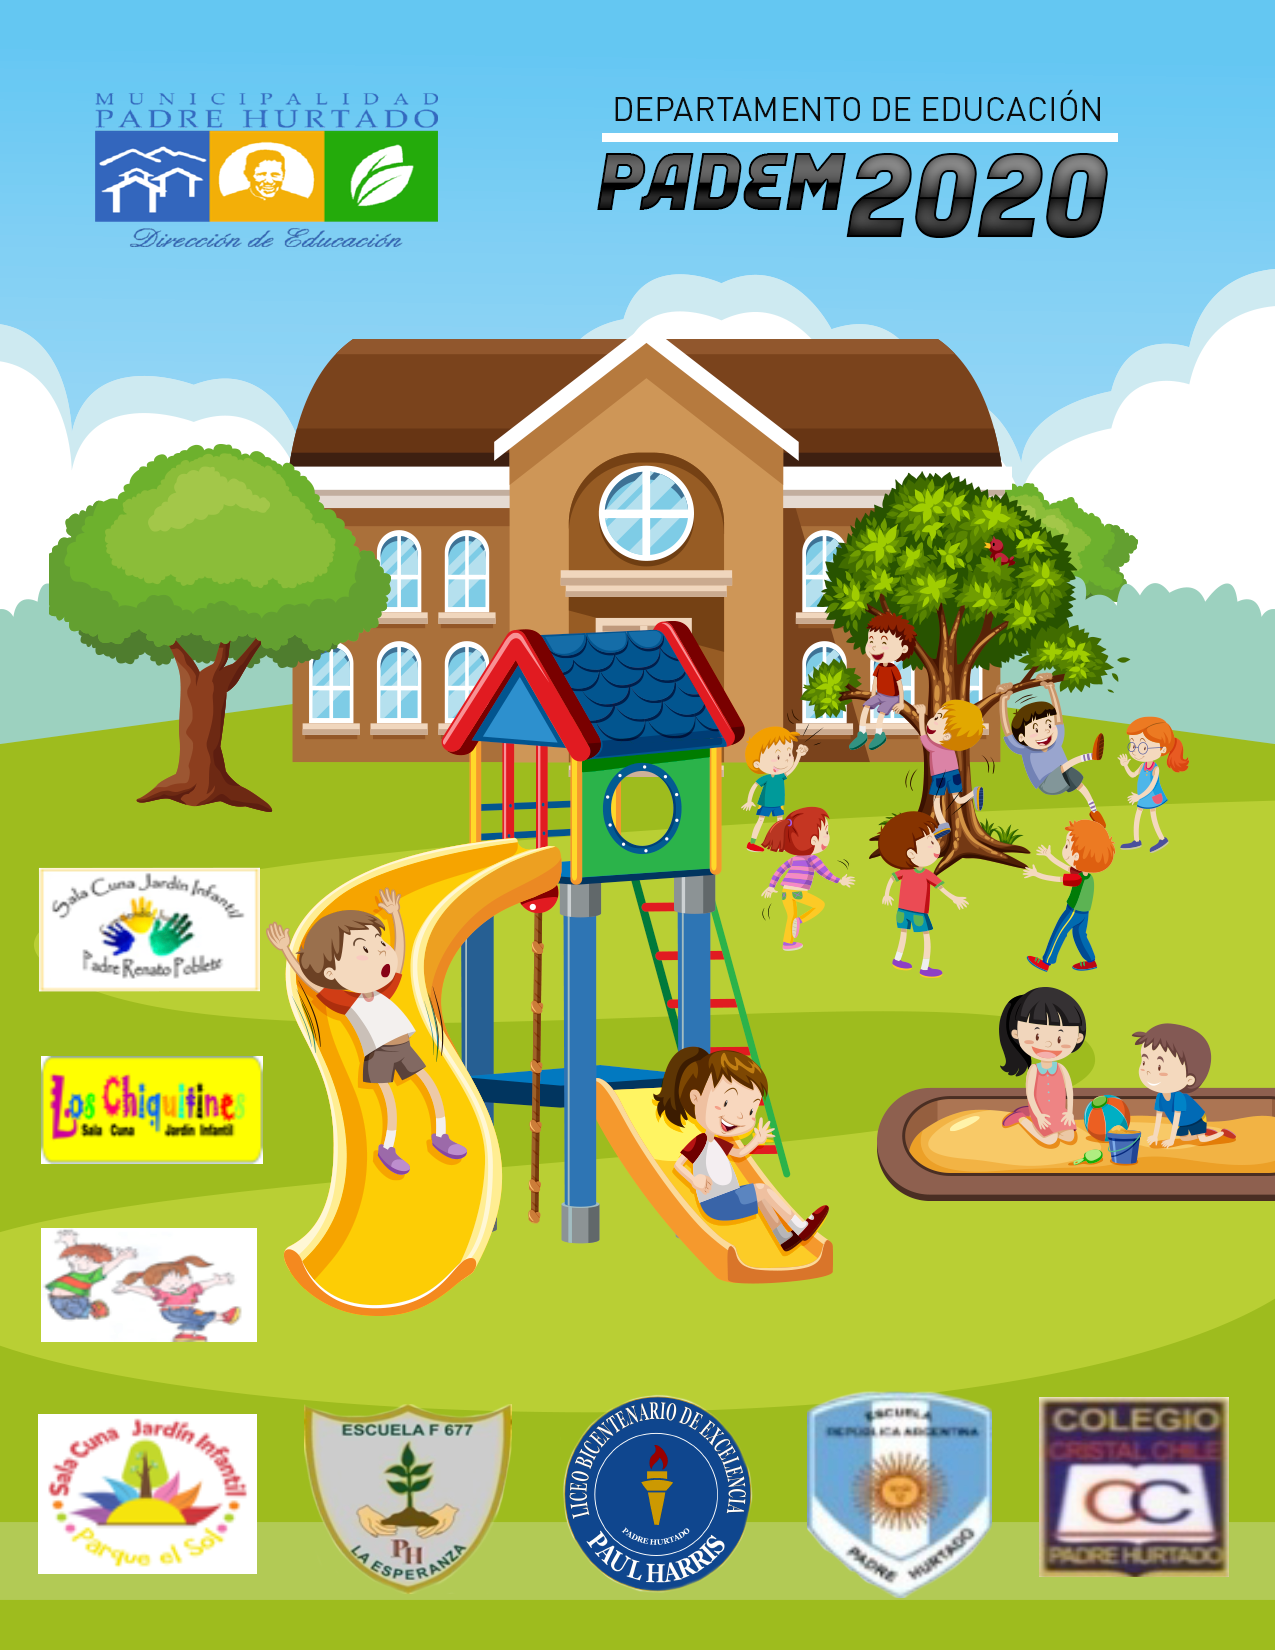 MUNICIPALIDAD
PADRE HURTADO
Dirección de Educación
DEPARTAMENTO DE EDUCACIÓN
PADEM 2020
Sala Cuna Jardín Infantil
Padre Renato Poblete
Los Chiquitines
Sala Cuna Jardín Infantil
Sala Cuna Jardín Infantil
Parque el Sol
ESCUELA F 677
PH
LA ESPERANZA
LICEO BICENTENARIO DE EXCELENCIA
PADRE HURTADO
PAUL HARRIS
ESCUELA
REPÚBLICA ARGENTINA
PADRE HURTADO
COLEGIO
CRISTAL CHILE
CC
PADRE HURTADO